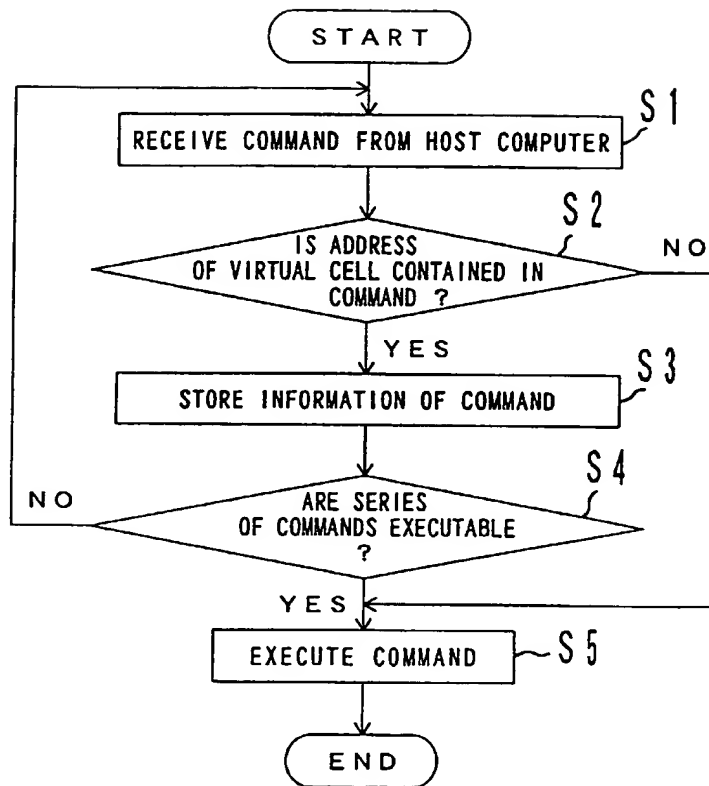 START
RECEIVE COMMAND FROM HOST COMPUTER
S1
S2
IS ADDRESS
OF VIRTUAL CELL CONTAINED IN
COMMAND ?
NO
YES
S3
STORE INFORMATION OF COMMAND
S4
NO
ARE SERIES
OF COMMANDS EXECUTABLE
?
YES
EXECUTE COMMAND
S5
END